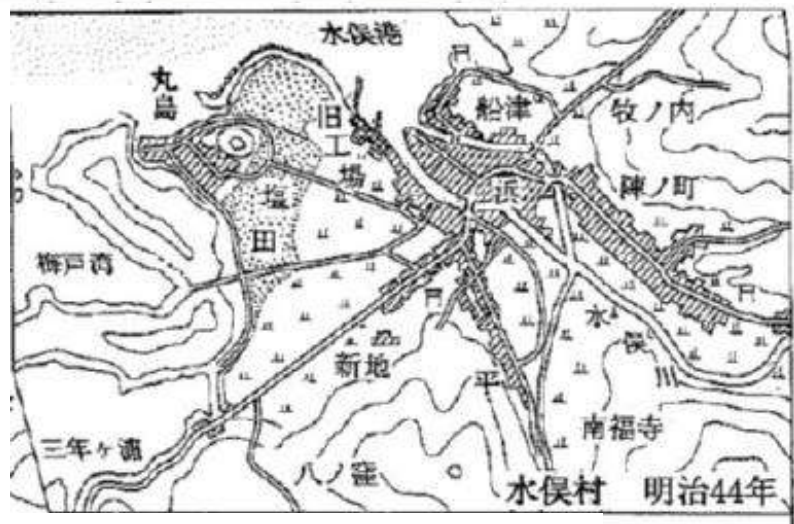 水俣港
丸島
旧工場
船津
牧ノ内
塩田
浜
陣ノ町
梅戸湾
水俣
新地
平
南福寺
三年ヶ浦
八ノ窪
水俣村 明治44年